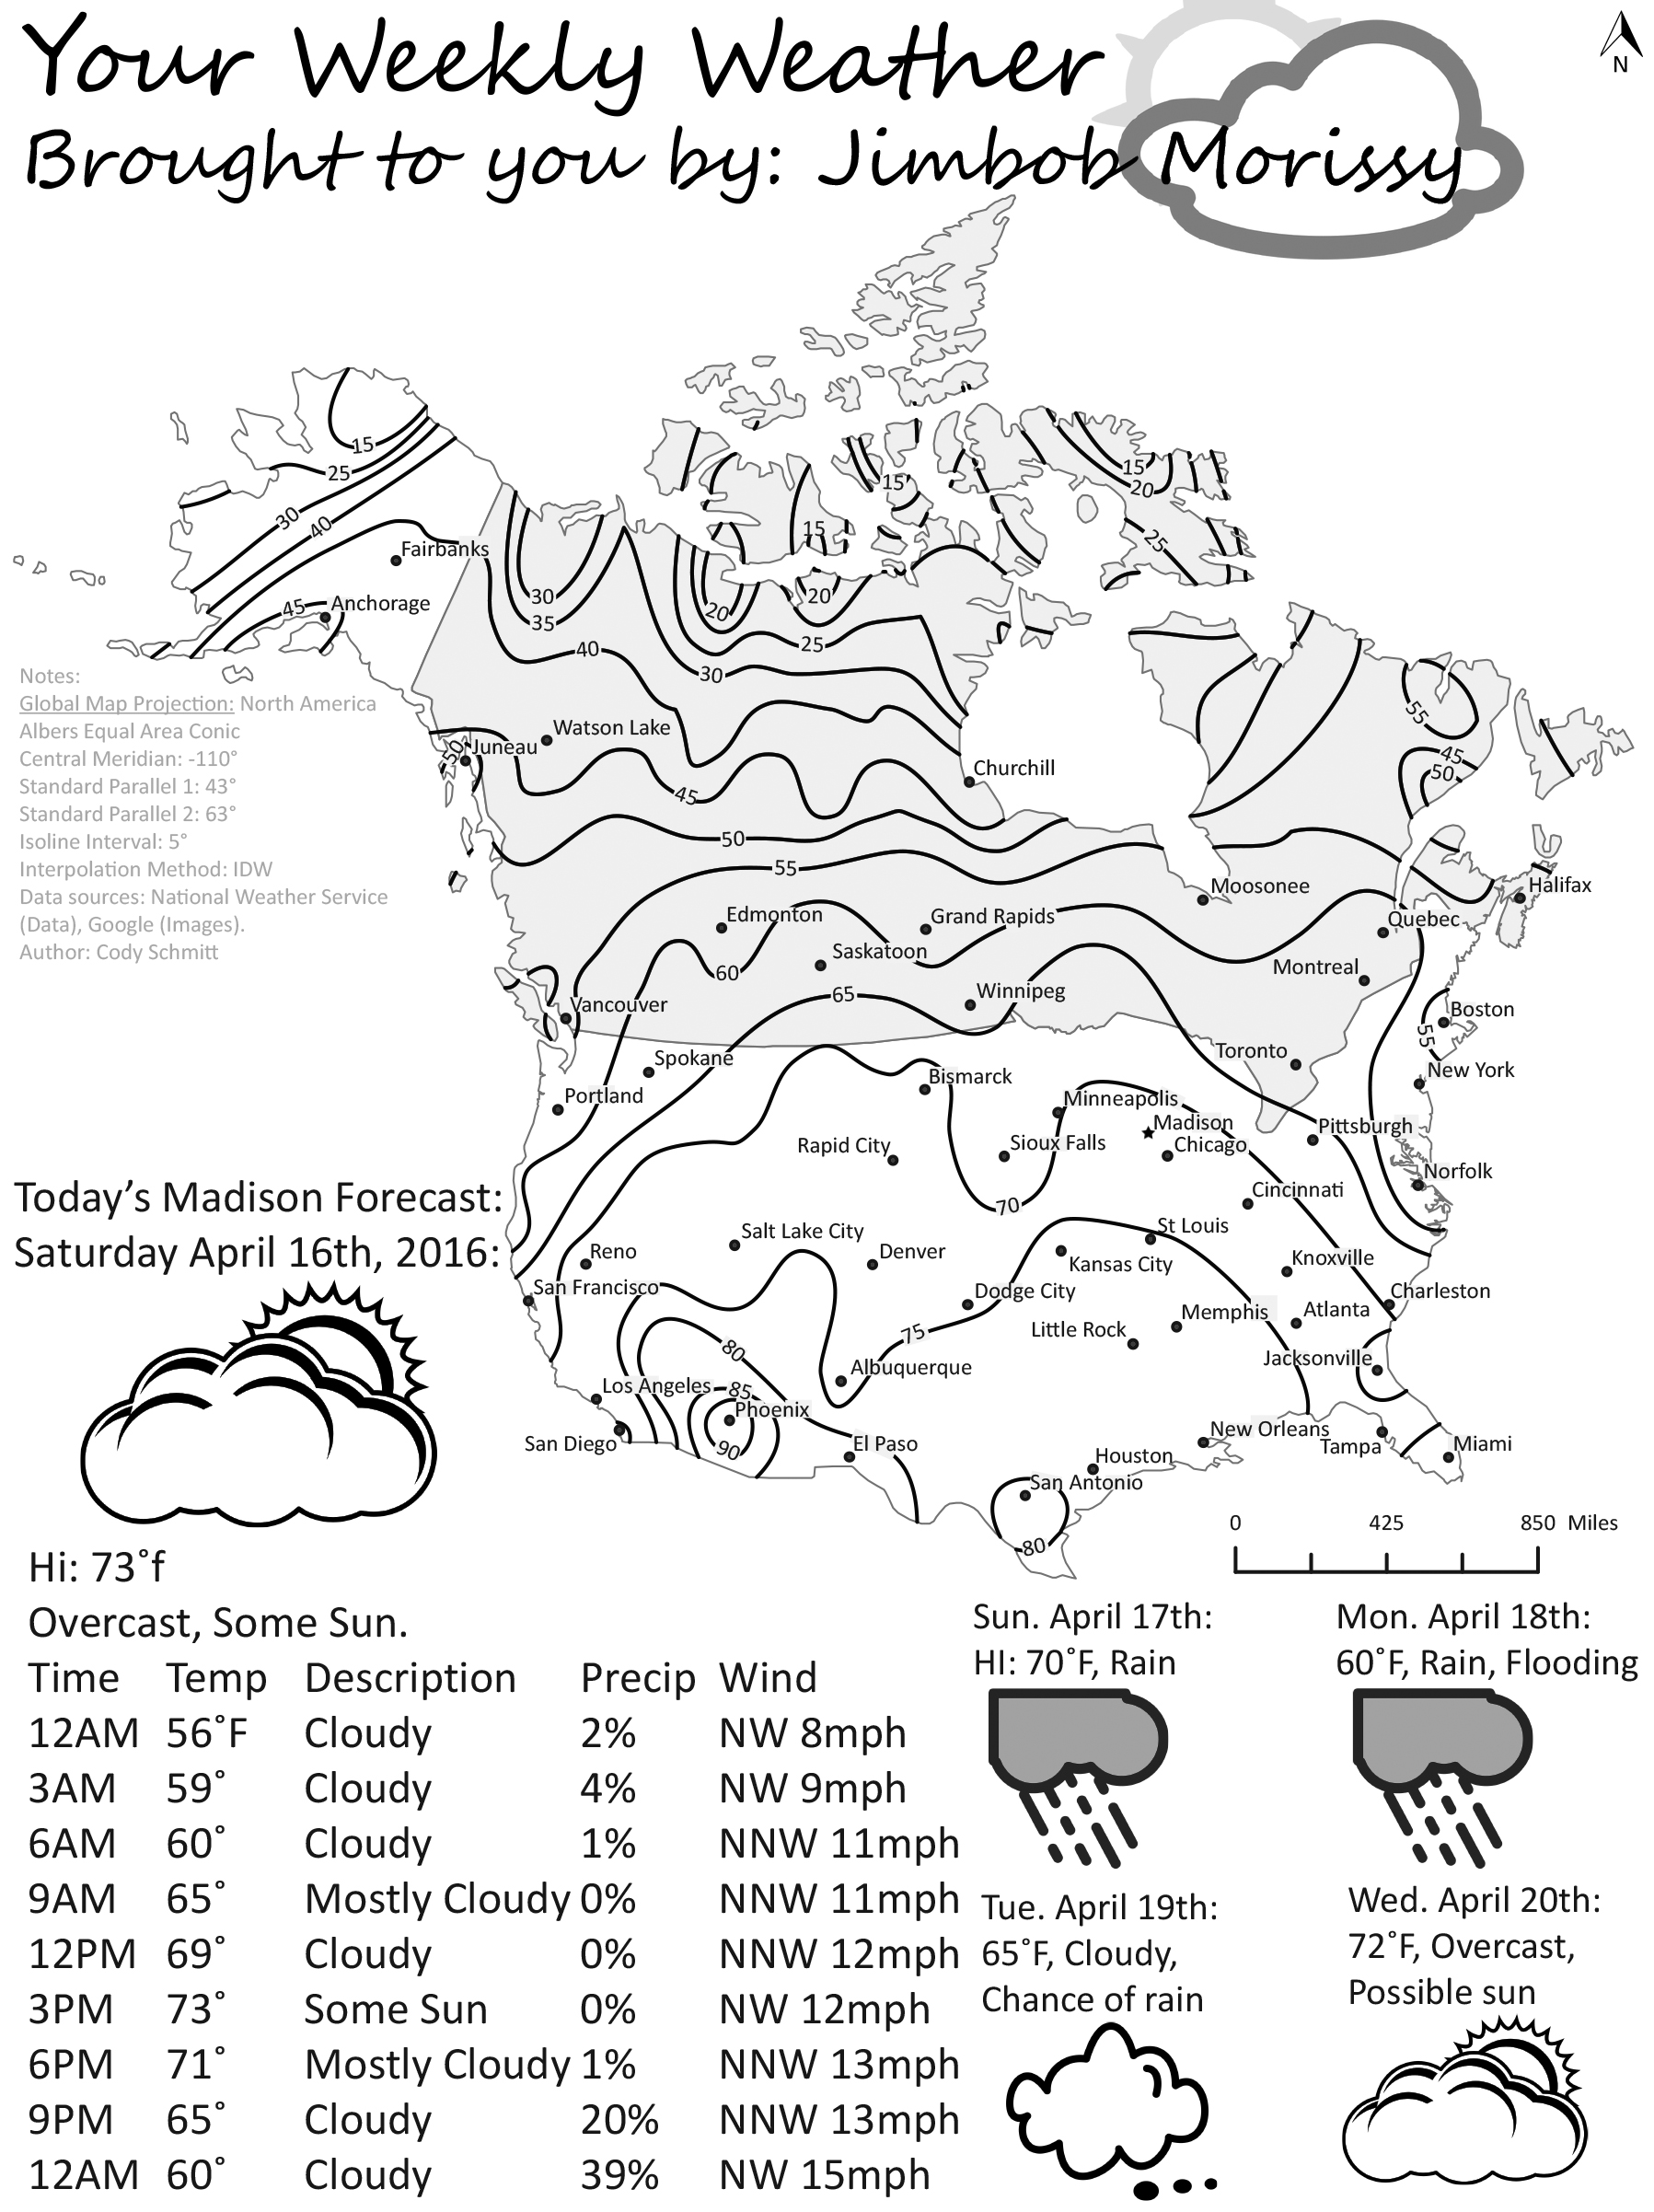 Your Weekly Weather
Brought to you by: Jimbob Morissy
N
15
25
30
40
Fairbanks
45
Anchorage
15
15
15
20
25
30
35
20
20
25
40
30
Notes:
Global Map Projection: North America
Albers Equal Area Conic
Central Meridian: -110°
Standard Parallel 1: 43°
Standard Parallel 2: 63°
Isoline Interval: 5°
Interpolation Method: IDW
Data sources: National Weather Service
(Data), Google (Images).
Author: Cody Schmitt
Watson Lake
50
Juneau
Churchill
45
55
45
50
50
55
Moosonee
Halifax
Edmonton
Grand Rapids
Quebec
Saskatoon
60
Montreal
65
Winnipeg
Vancouver
Boston
55
Toronto
Spokane
New York
Bismarck
Portland
Minneapolis
Madison
Pittsburgh
Rapid City
Sioux Falls
Chicago
Norfolk
Cincinnati
70
Salt Lake City
St Louis
Reno
Denver
Kansas City
Knoxville
San Francisco
Dodge City
Charleston
Memphis
Atlanta
75
Little Rock
80
Jacksonville
Albuquerque
Los Angeles
85
Phoenix
90
San Diego
El Paso
New Orleans
Tampa
Miami
Houston
San Antonio
80
0 425 850 Miles
Today’s Madison Forecast:
Saturday April 16th, 2016:
Hi: 73˚f
Overcast, Some Sun.
Time Temp Description Precip Wind
12AM 56˚F Cloudy 2% NW 8mph
3AM 59˚ Cloudy 4% NW 9mph
6AM 60˚ Cloudy 1% NNW 11mph
9AM 65˚ Mostly Cloudy 0% NNW 11mph
12PM 69˚ Cloudy 0% NNW 12mph
3PM 73˚ Some Sun 0% NW 12mph
6PM 71˚ Mostly Cloudy 1% NNW 13mph
9PM 65˚ Cloudy 20% NNW 13mph
12AM 60˚ Cloudy 39% NW 15mph
Sun. April 17th:
HI: 70˚F, Rain
Mon. April 18th:
60˚F, Rain, Flooding
Tue. April 19th:
65˚F, Cloudy,
Chance of rain
Wed. April 20th:
72˚F, Overcast,
Possible sun